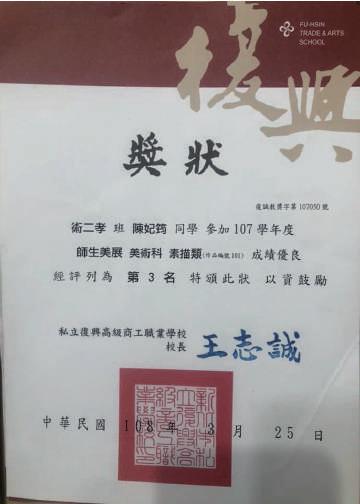 FU-HSIN
TRADE & ARTS
SCHOOL
復興
獎狀
復誠教獎字第 107050 號
術二孝 班 陳妃筠 同學 參加 107 學年度
師生美展 美術科 素描類(作品編號101) 成績優良
經評列為 第 3 名 特頒此狀 以資鼓勵
私立復興高級商工職業學校
校長 王志誠
中華民國 108 年 3 月 25 日